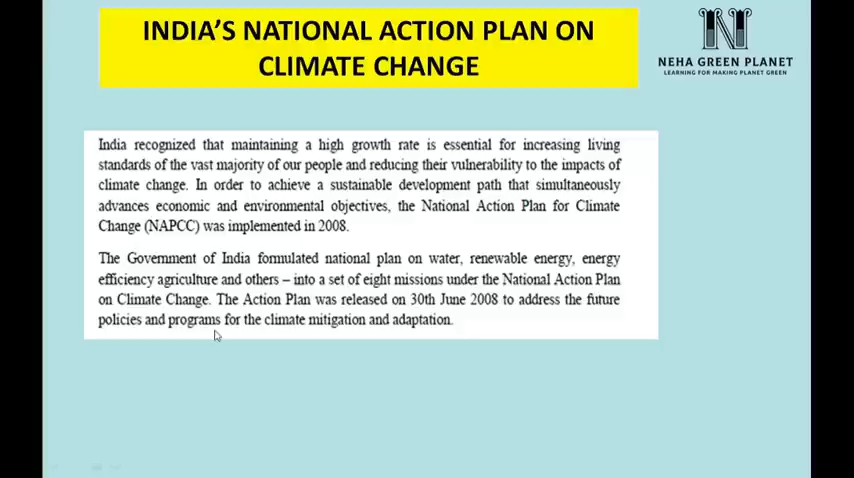 INDIA'S NATIONAL ACTION PLAN ON
CLIMATE CHANGE
NEHA GREEN PLANET
LEARNING FOR MAKING PLANET GREEN
India recognized that maintaining a high growth rate is essential for increasing living
standards of the vast majority of our people and reducing their vulnerability to the impacts of
climate change. In order to achieve a sustainable development path that simultaneously
advances economic and environmental objectives, the National Action Plan for Climate
Change (NAPCC) was implemented in 2008.
The Government of India formulated national plan on water, renewable energy, energy
efficiency agriculture and others – into a set of eight missions under the National Action Plan
on Climate Change. The Action Plan was released on 30th June 2008 to address the future
policies and programs for the climate mitigation and adaptation.